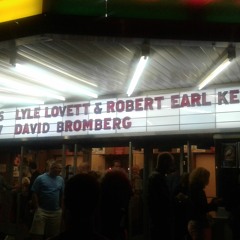 LYLE LOVETT & ROBERT EARL KE
DAVID BROMBERG